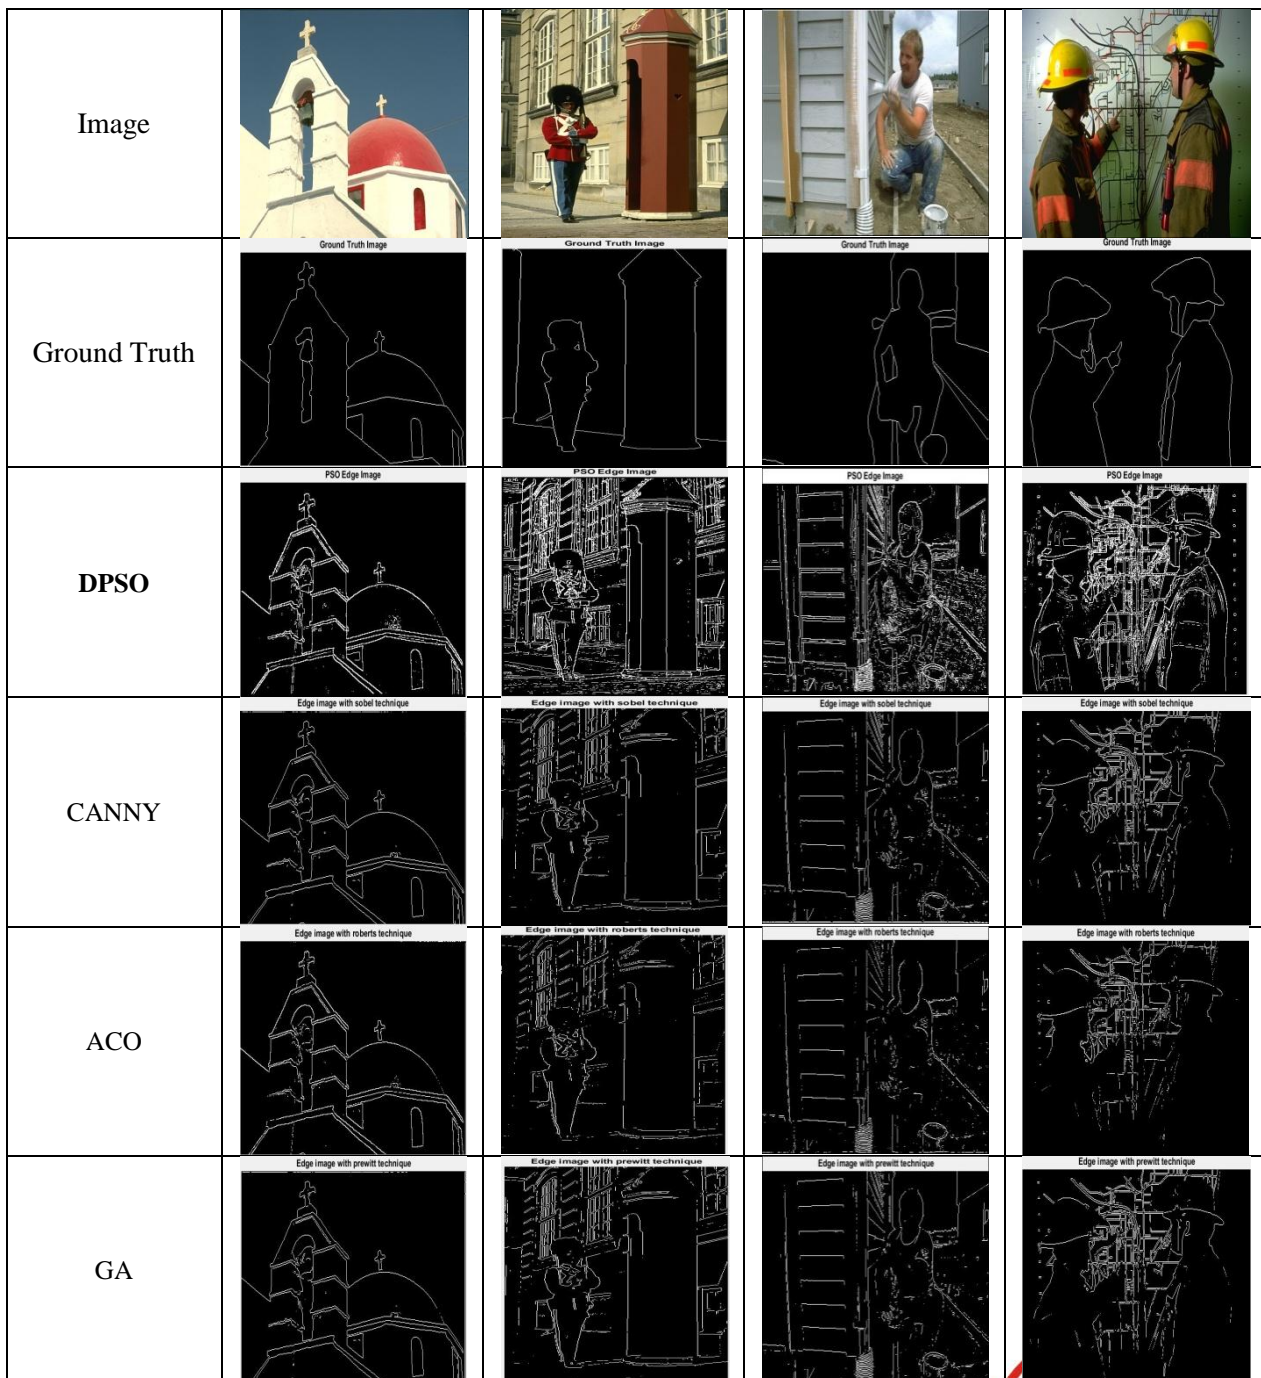 Image
Ground Truth
Ground Truth Image
Ground Truth Image
Ground Truth Image
Ground Truth Image
DPSO
PSO Edge Image
PSO Edge Image
PSO Edge Image
PSO Edge Image
CANNY
Edge image with sobel technique
Edge image with sobel technique
Edge image with sobel technique
Edge image with sobel technique
ACO
Edge image with roberts technique
Edge image with roberts technique
Edge image with roberts technique
Edge image with roberts technique
GA
Edge image with prewitt technique
Edge image with prewitt technique
Edge image with prewitt technique
Edge image with prewitt technique